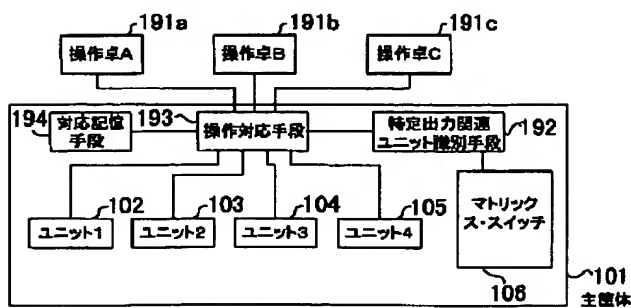 191a
191b
191c
操作卓A
操作卓B
操作卓C
194
対応記憶
手段
193
操作対応手段
特定出力関連
ユニット識別手段
192
102
103
104
105
ユニット1
ユニット2
ユニット3
ユニット4
マトリック
ス・スイッチ
106
101
主筐体